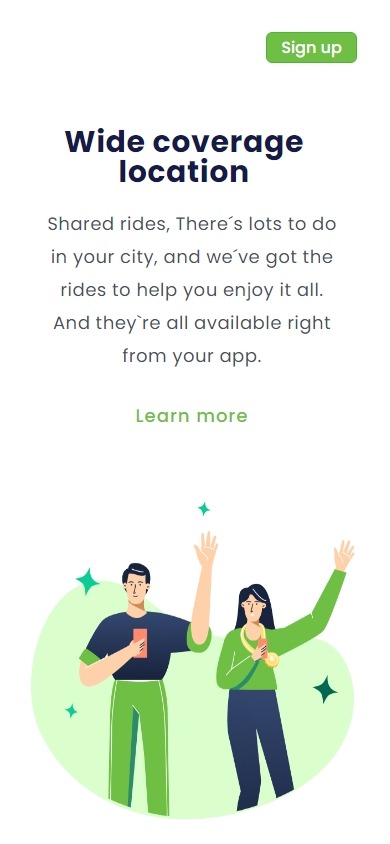 Sign up
Wide coverage
location
Shared rides, There´s lots to do
in your city, and we´ve got the
rides to help you enjoy it all.
And they`re all available right
from your app.
Learn more